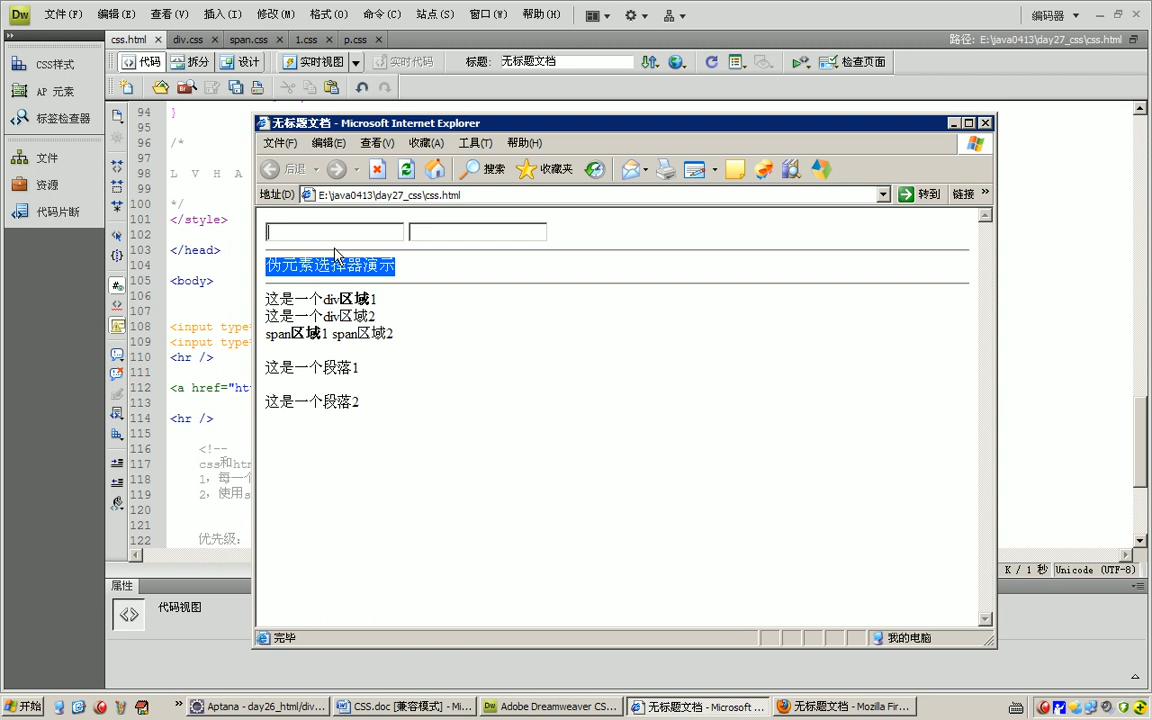 Dw 文件(F) 编辑(E) 查看(V) 插入(I) 修改(M) 格式(O) 命令(C) 站点(S) 窗口(W) 帮助(H) 编码器
css.html × div.css × span.css × 1.css × p.css × 路径: E:\java0413\day27_css\css.html
代码 拆分 设计 实时视图 实时代码 标题: 无标题文档 检查页面
CSS样式
AP 元素
标签检查器
文件
资源
代码片断
94 }
95
96 /*
97
98 L V H A
99
100 */
101 </style>
102
103 </head>
104
105 <body>
106
107
108 <input type=
109 <input type=
110 <hr />
111
112 <a href="ht
113
114 <hr />
115
116 <!--
117 css和ht
118 1, 每一个
119 2, 使用s
120
121
122 优先级:
无标题文档 - Microsoft Internet Explorer
文件(F) 编辑(E) 查看(V) 收藏(A) 工具(T) 帮助(H)
后退 搜索 收藏夹
地址(D) E:\java0413\day27_css\css.html 转到 链接 »
伪元素选择器演示
这是一个div区域1
这是一个div区域2
span区域1 span区域2
这是一个段落1
这是一个段落2
完毕 我的电脑
K / 1 秒 Unicode (UTF-8)
属性
代码视图
开始 Aptana - day26_html/div... CSS.doc [兼容模式] - Mi... Adobe Dreamweaver CS... 无标题文档 - Microsoft ... 无标题文档 - Mozilla Fir...